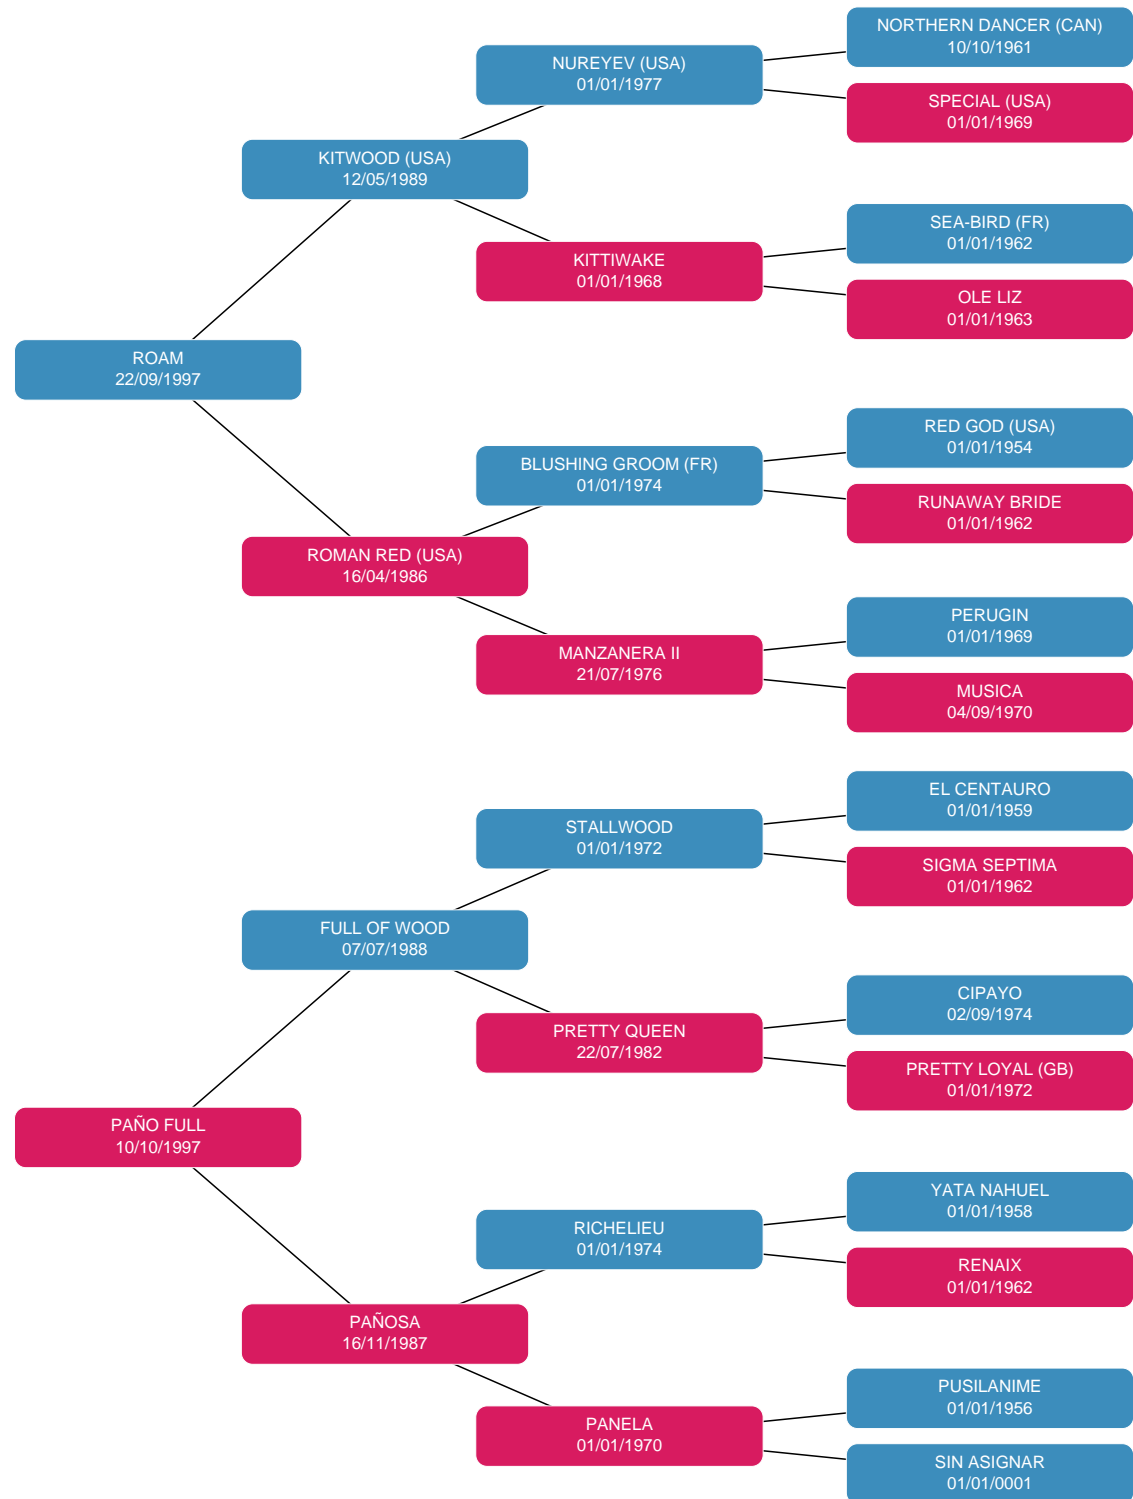 NORTHERN DANCER (CAN)
10/10/1961
NUREYEV (USA)
01/01/1977
SPECIAL (USA)
01/01/1969
KITWOOD (USA)
12/05/1989
SEA-BIRD (FR)
01/01/1962
KITTIWAKE
01/01/1968
OLE LIZ
01/01/1963
ROAM
22/09/1997
RED GOD (USA)
01/01/1954
BLUSHING GROOM (FR)
01/01/1974
RUNAWAY BRIDE
01/01/1962
ROMAN RED (USA)
16/04/1986
PERUGIN
01/01/1969
MANZANERA II
21/07/1976
MUSICA
04/09/1970
EL CENTAURO
01/01/1959
STALLWOOD
01/01/1972
SIGMA SEPTIMA
01/01/1962
FULL OF WOOD
07/07/1988
CIPAYO
02/09/1974
PRETTY QUEEN
22/07/1982
PRETTY LOYAL (GB)
01/01/1972
PAÑO FULL
10/10/1997
YATA NAHUEL
01/01/1958
RICHELIEU
01/01/1974
RENAIX
01/01/1962
PAÑOSA
16/11/1987
PUSILANIME
01/01/1956
PANELA
01/01/1970
SIN ASIGNAR
01/01/0001